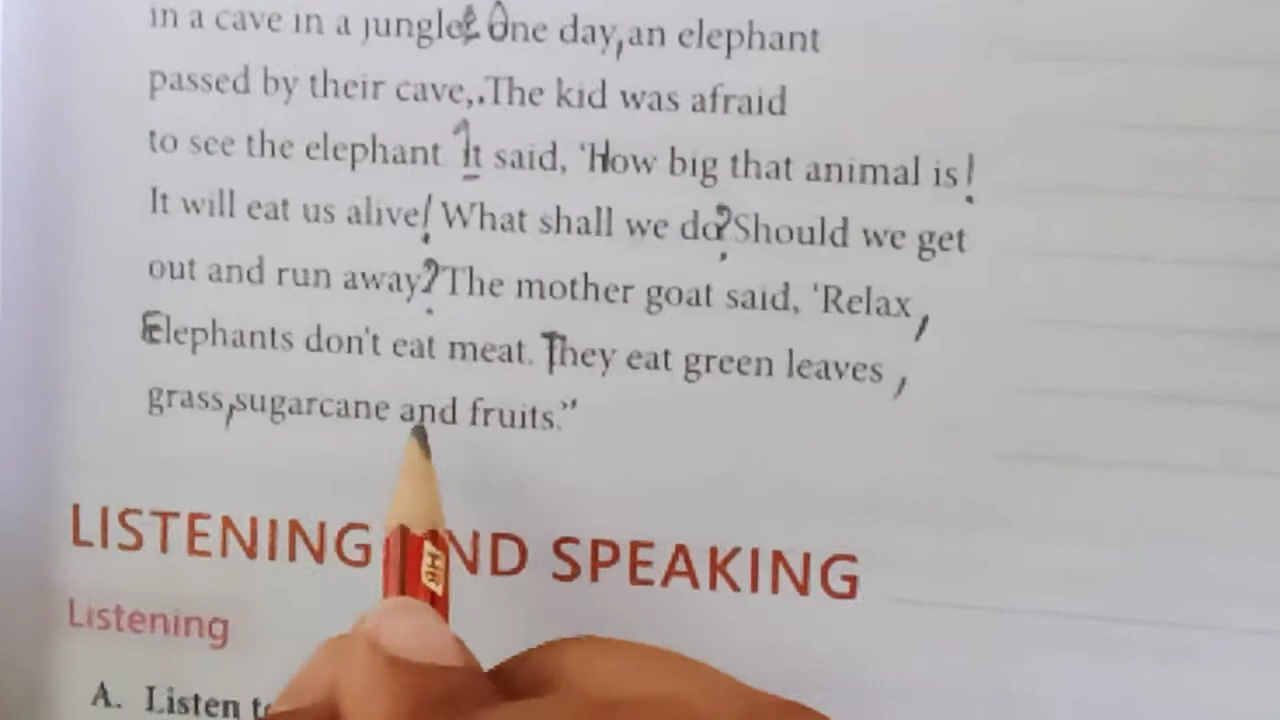 in a cave in a jungle. One day, an elephant
passed by their cave,. The kid was afraid
to see the elephant It said, 'How big that animal is!
It will eat us alive! What shall we do? Should we get
out and run away? The mother goat said, 'Relax,
Elephants don't eat meat. They eat green leaves,
grass, sugarcane and fruits.”
LISTENING AND SPEAKING
Listening
A. Listen
HB